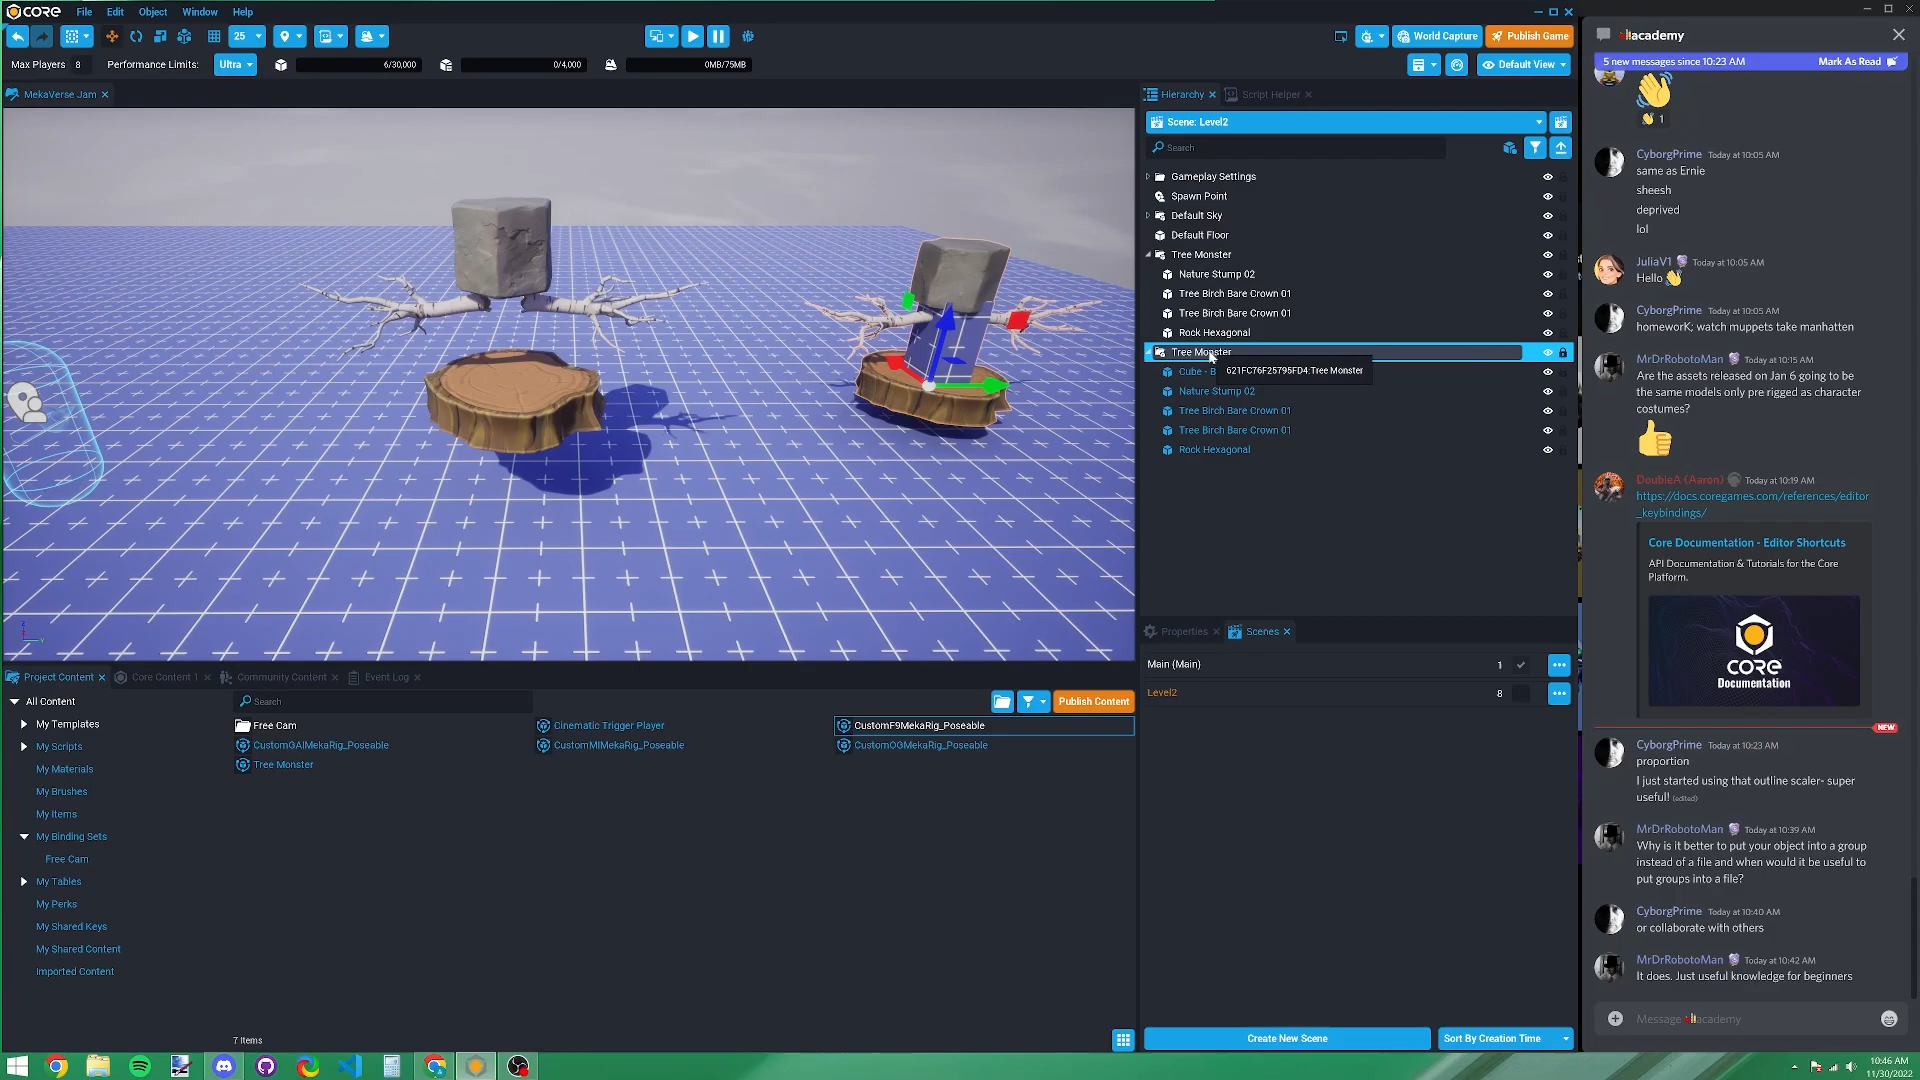 CORE File Edit Object Window Help
25 World Capture Publish Game
Max Players 8 Performance Limits: Ultra 6/30,000 0/4,000 0MB/75MB Default View
MekaVerse Jam
Hierarchy Script Helper
Scene: Level2
Search
Gameplay Settings
Spawn Point
Default Sky
Default Floor
Tree Monster
Nature Stump 02
Tree Birch Bare Crown 01
Tree Birch Bare Crown 01
Rock Hexagonal
Tree Monster
Cube - B 621FC76F25795FD4:Tree Monster
Nature Stump 02
Tree Birch Bare Crown 01
Tree Birch Bare Crown 01
Rock Hexagonal
Properties Scenes
Main (Main) 1
Level2 8
Create New Scene Sort By Creation Time
Project Content Core Content 1 Community Content Event Log
All Content
My Templates
My Scripts
My Materials
My Brushes
My Items
My Binding Sets
Free Cam
My Tables
My Perks
My Shared Keys
My Shared Content
Imported Content
Search Publish Content
Free Cam Cinematic Trigger Player CustomF9MekaRig_Poseable
CustomGAIMekaRig_Poseable CustomMIMekaRig_Poseable CustomOGMekaRig_Poseable
Tree Monster
7 Items
academy
5 new messages since 10:23 AM Mark As Read
1
CyborgPrime Today at 10:05 AM
same as Ernie
sheesh
deprived
lol
JuliaV1 Today at 10:05 AM
Hello
CyborgPrime Today at 10:05 AM
homeworK; watch muppets take manhatten
MrDrRobotoMan Today at 10:15 AM
Are the assets released on Jan 6 going to be
the same models only pre rigged as character
costumes?
DoubleA (Aaron) Today at 10:19 AM
https://docs.coregames.com/references/editor
_keybindings/
Core Documentation - Editor Shortcuts
API Documentation & Tutorials for the Core
Platform.
CORE
Documentation
NEW
CyborgPrime Today at 10:23 AM
proportion
I just started using that outline scaler- super
useful! (edited)
MrDrRobotoMan Today at 10:39 AM
Why is it better to put your object into a group
instead of a file and when would it be useful to
put groups into a file?
CyborgPrime Today at 10:40 AM
or collaborate with others
MrDrRobotoMan Today at 10:42 AM
It does. Just useful knowledge for beginners
Message academy
10:46 AM
11/30/2022